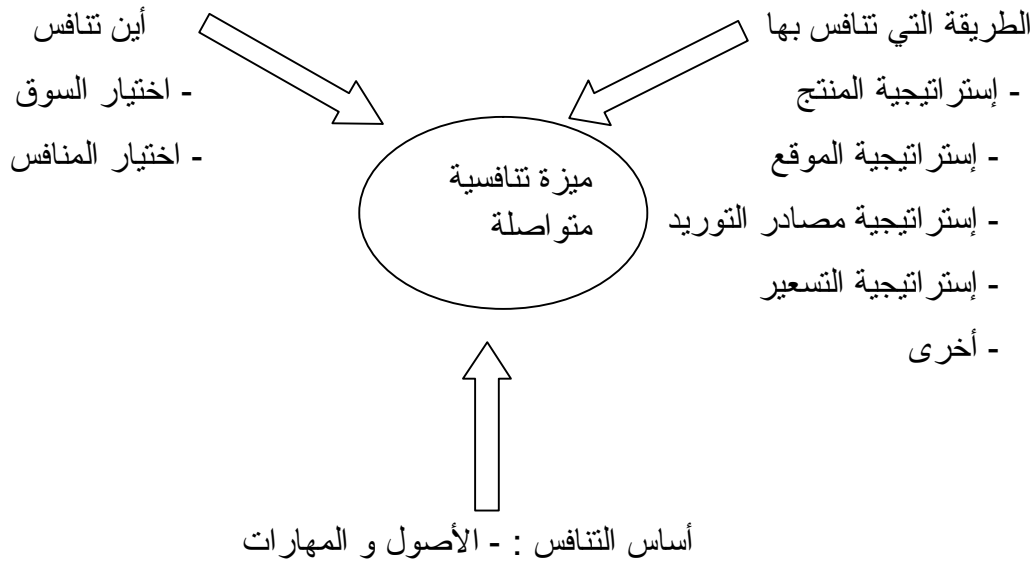 الطريقة التي تنافس بها
- إستراتيجية المنتج
- إستراتيجية الموقع
- إستراتيجية مصادر التوريد
- إستراتيجية التسعير
- أخرى
أين تنافس
- اختيار السوق
- اختيار المنافس
ميزة تنافسية
متواصلة
أساس التنافس : - الأصول و المهارات